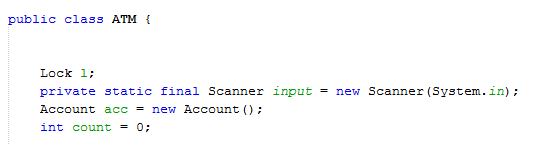 public class ATM {
Lock l;
private static final Scanner input = new Scanner(System.in);
Account acc = new Account();
int count = 0;